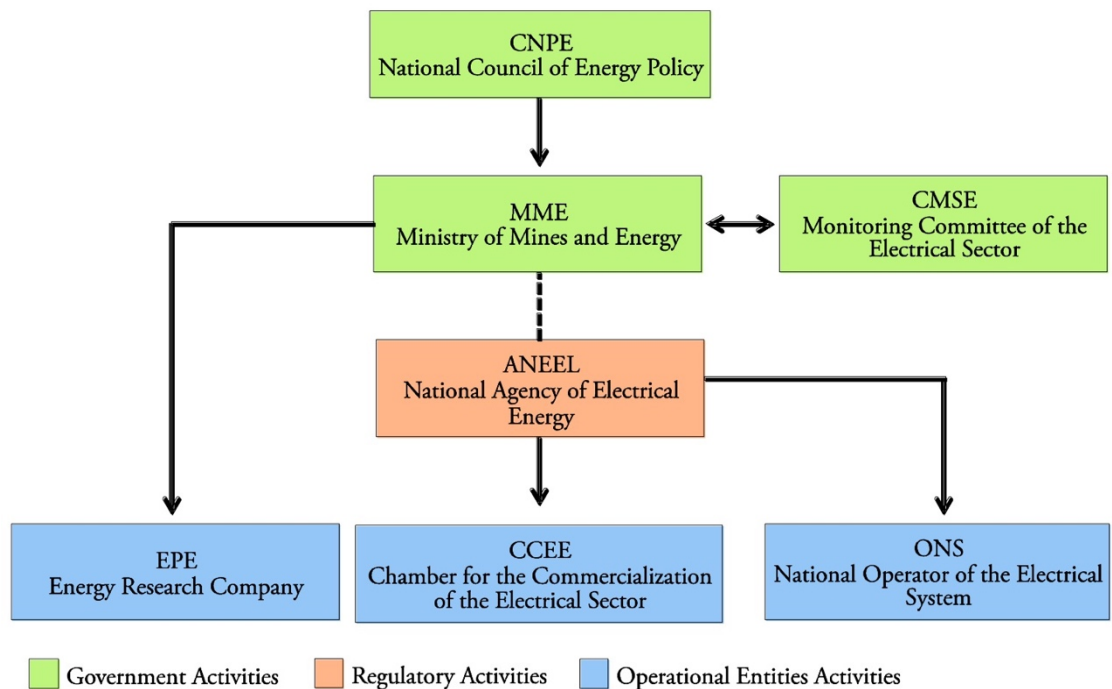 CNPE
National Council of Energy Policy
MME
Ministry of Mines and Energy
CMSE
Monitoring Committee of the
Electrical Sector
ANEEL
National Agency of Electrical
Energy
EPE
Energy Research Company
CCEE
Chamber for the Commercialization
of the Electrical Sector
ONS
National Operator of the Electrical
System
Government Activities
Regulatory Activities
Operational Entities Activities